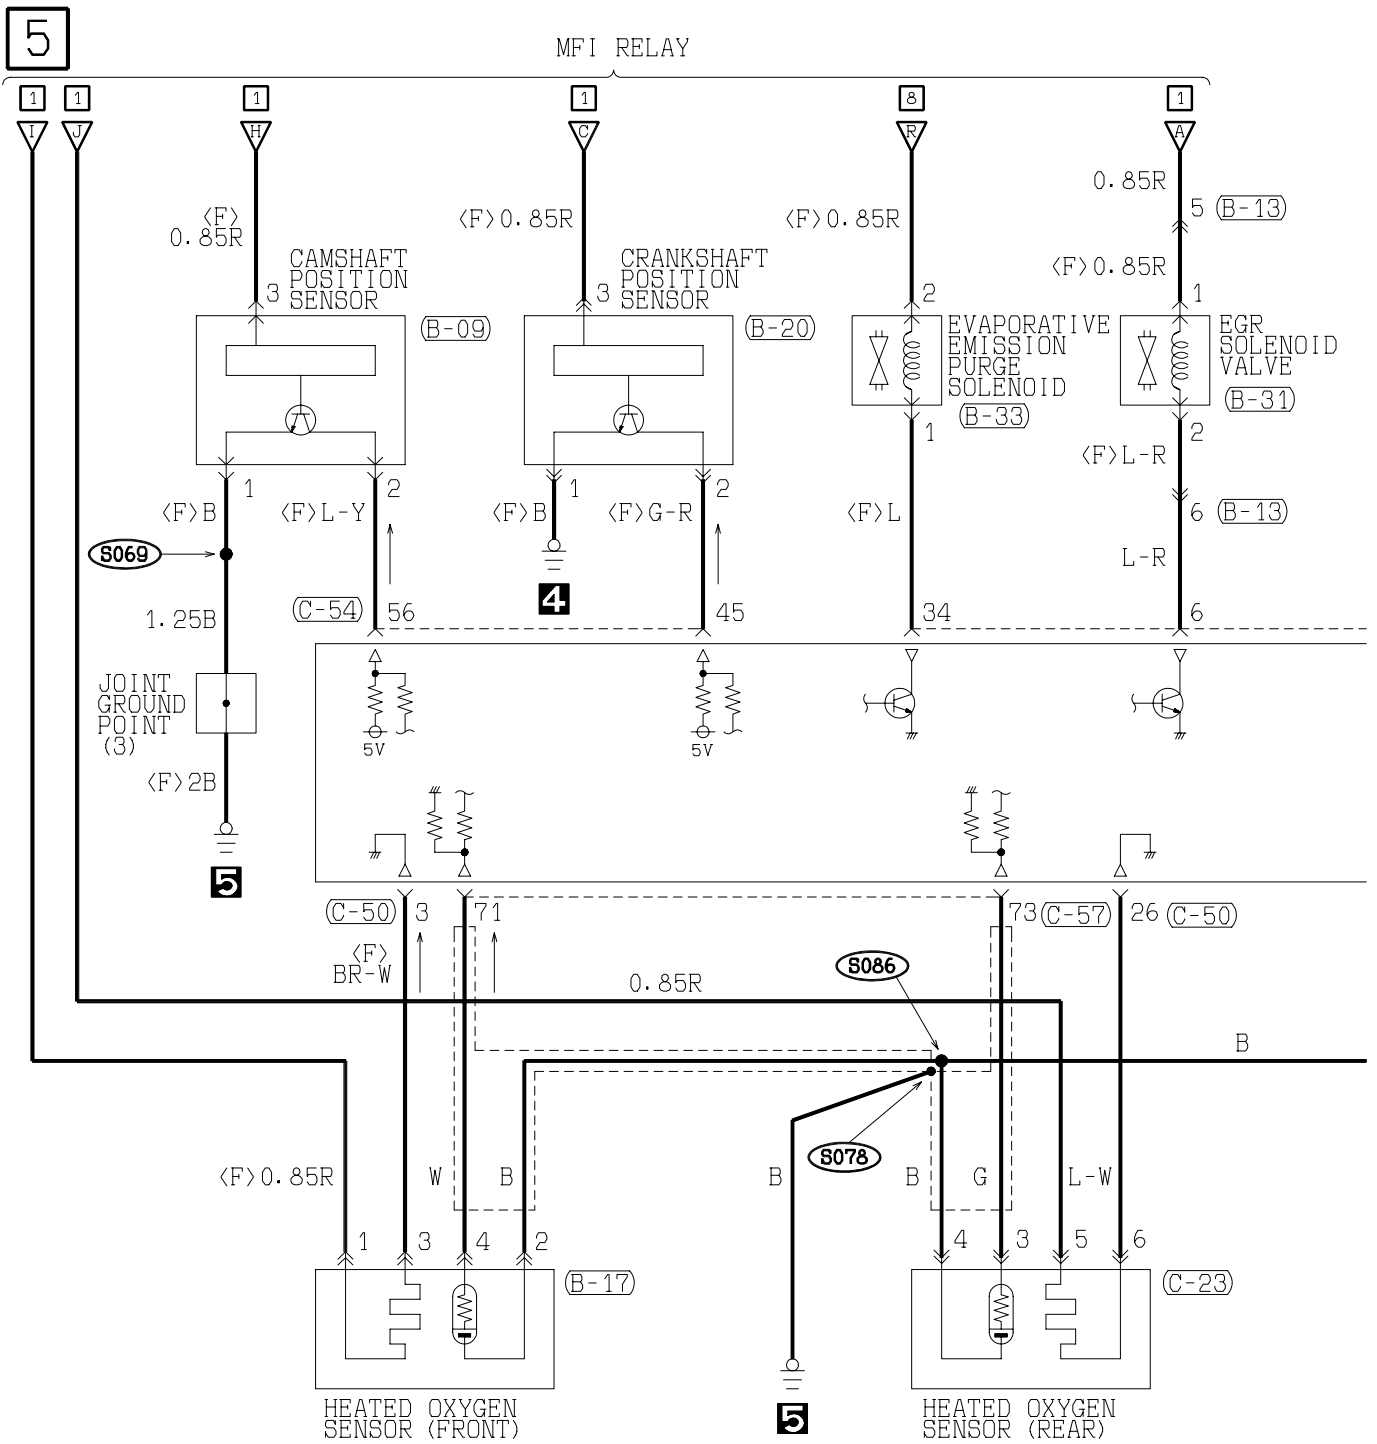 5
MFI RELAY
1 1 1 1 8 1
I J H C R A
0.85R
5 (B-13)
<F>
0.85R
<F>0.85R
<F>0.85R
<F>0.85R
3
CAMSHAFT
POSITION
SENSOR
(B-09)
3
CRANKSHAFT
POSITION
SENSOR
(B-20)
2
EVAPORATIVE
EMISSION
PURGE
SOLENOID
(B-33)
1
EGR
SOLENOID
VALVE
(B-31)
1 2 1 2 1 2
<F>B <F>L-Y <F>B <F>G-R <F>L <F>L-R
6 (B-13)
L-R
S069
4
1.25B
(C-54) 56 45 34 6
JOINT
GROUND
POINT
(3)
5V 5V
<F>2B
5
(C-50) 3 71 73 (C-57) 26 (C-50)
<F>
BR-W
0.85R
S086
B
S078
<F>0.85R W B B B G L-W
1 3 4 2 4 3 5 6
(B-17) (C-23)
5
HEATED OXYGEN
SENSOR (FRONT)
HEATED OXYGEN
SENSOR (REAR)